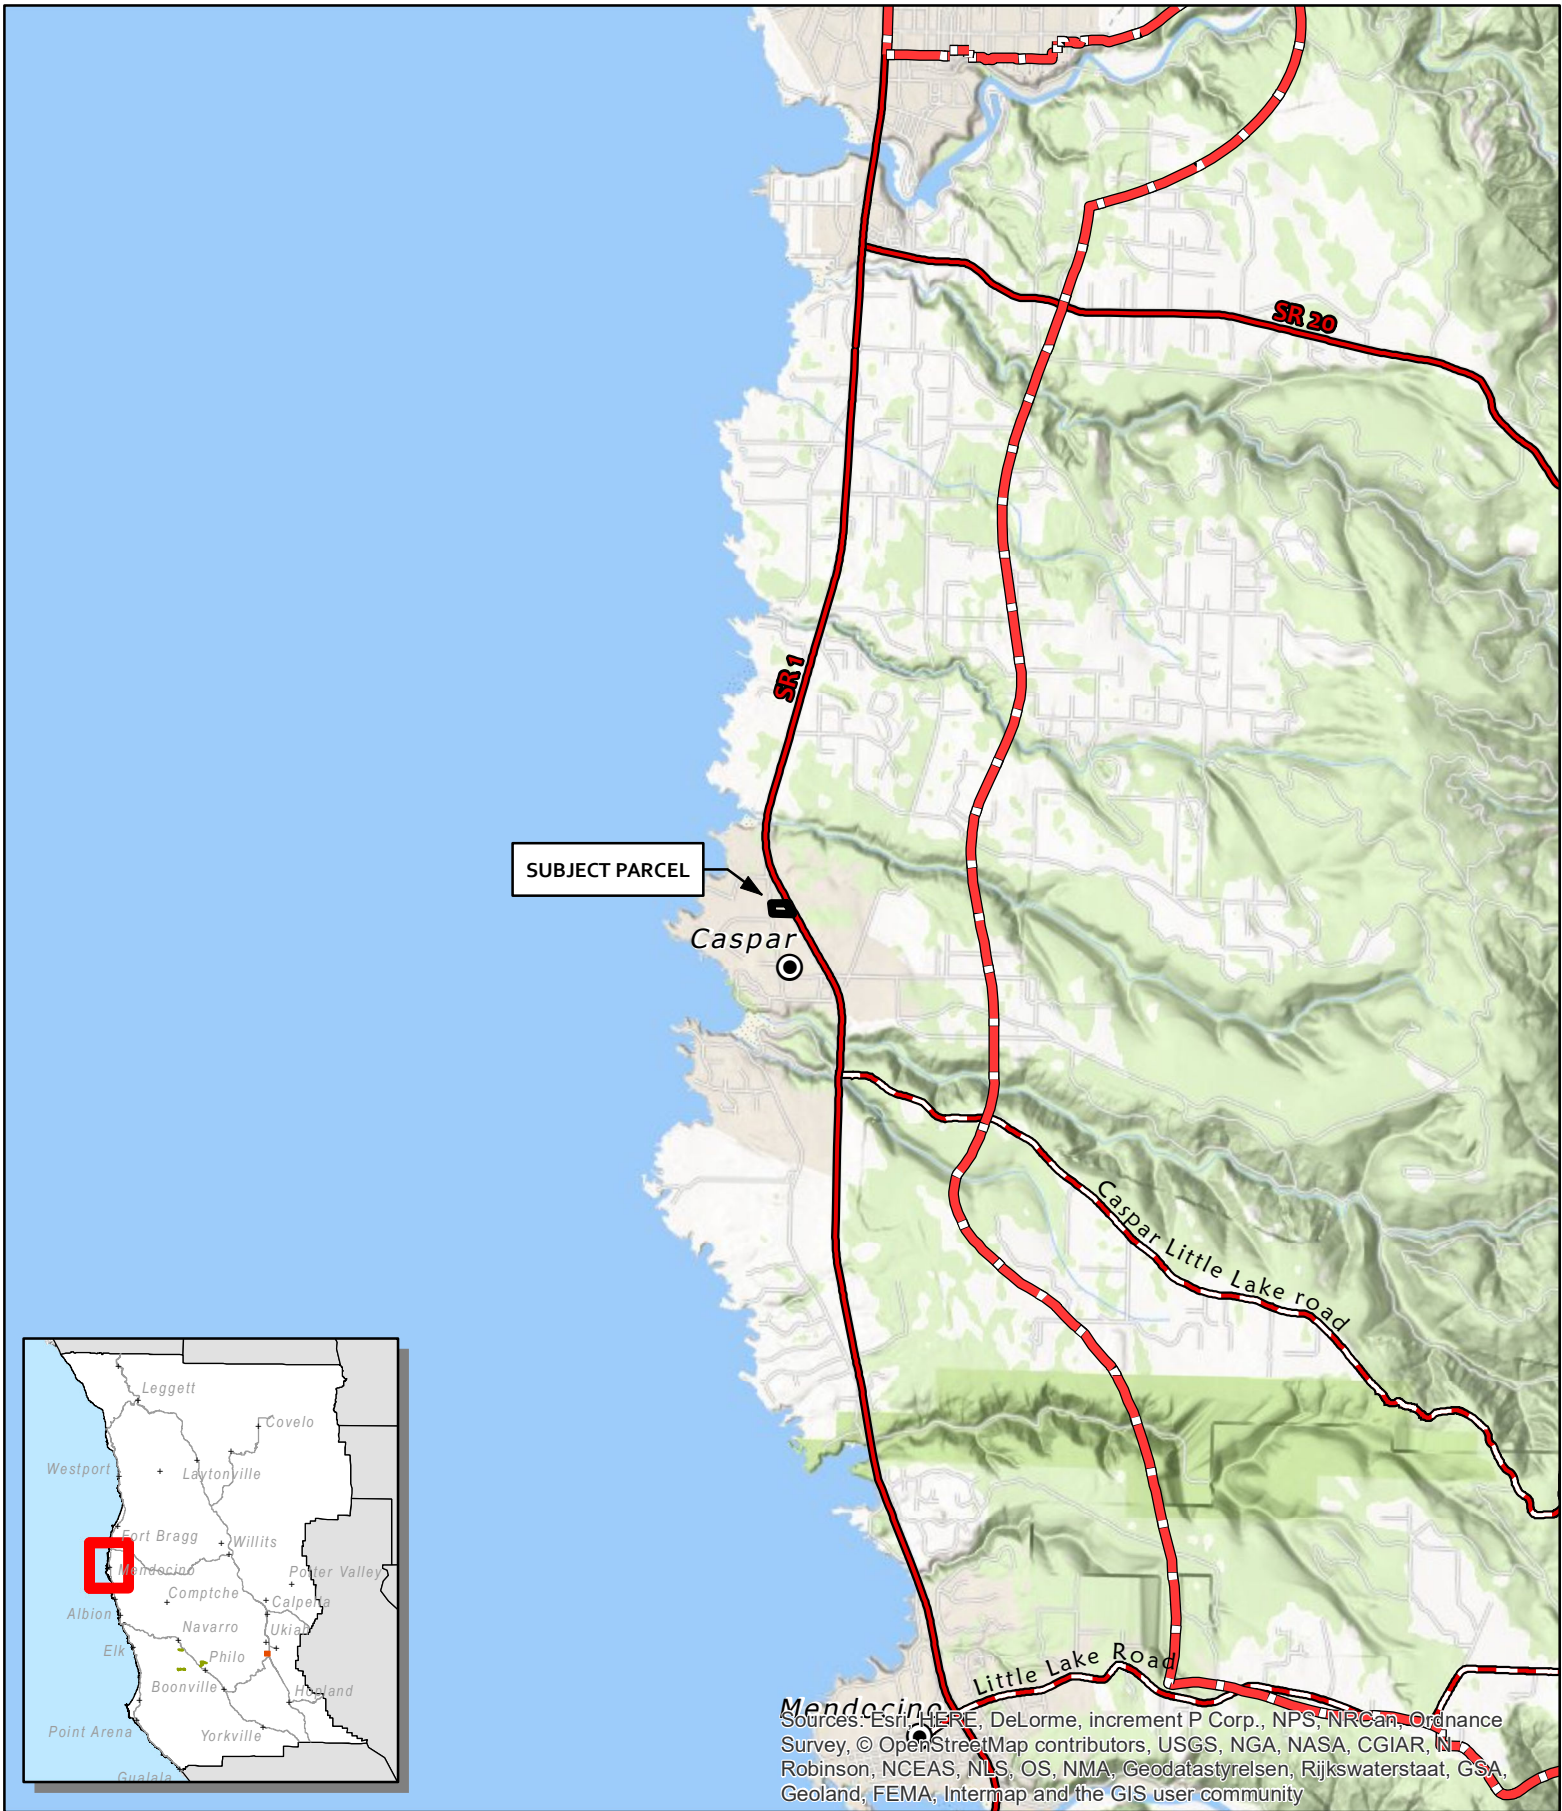 SR 20
SR 1
SUBJECT PARCEL
Caspar
Caspar Little Lake road
Little Lake Road
Mendocino
Leggett
Covelo
Westport
Laytonville
Fort Bragg
Willits
Mendocino
Potter Valley
Comptche
Calpella
Albion
Navarro
Ukiah
Elk
Philo
Boonville
Hopland
Point Arena
Yorkville
Gualala
Sources: Esri, HERE, DeLorme, increment P Corp., NPS, NRCan, Ordnance
Survey, © OpenStreetMap contributors, USGS, NGA, NASA, CGIAR, N
Robinson, NCEAS, NLS, OS, NMA, Geodatastyrelsen, Rijkswaterstaat, GSA,
Geoland, FEMA, Intermap and the GIS user community